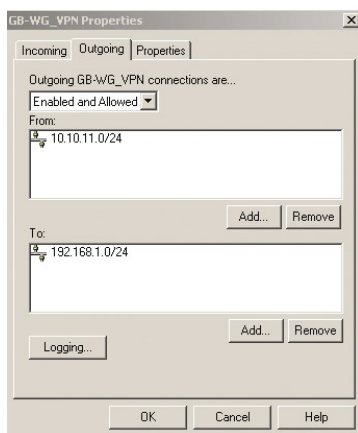 GB-WG_VPN Properties
Incoming Outgoing Properties
Outgoing GB-WG_VPN connections are...
Enabled and Allowed
From:
10.10.11.0/24
Add... Remove
To:
192.168.1.0/24
Add... Remove
Logging...
OK Cancel Help